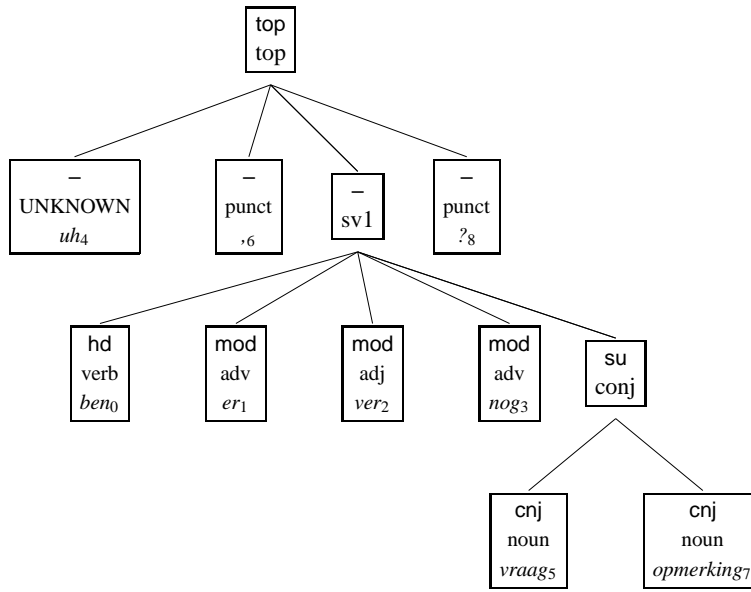 top
top
–
UNKNOWN
uh4
–
punct
,6
–
sv1
–
punct
?8
hd
verb
ben0
mod
adv
er1
mod
adj
ver2
mod
adv
nog3
su
conj
cnj
noun
vraag5
cnj
noun
opmerking7